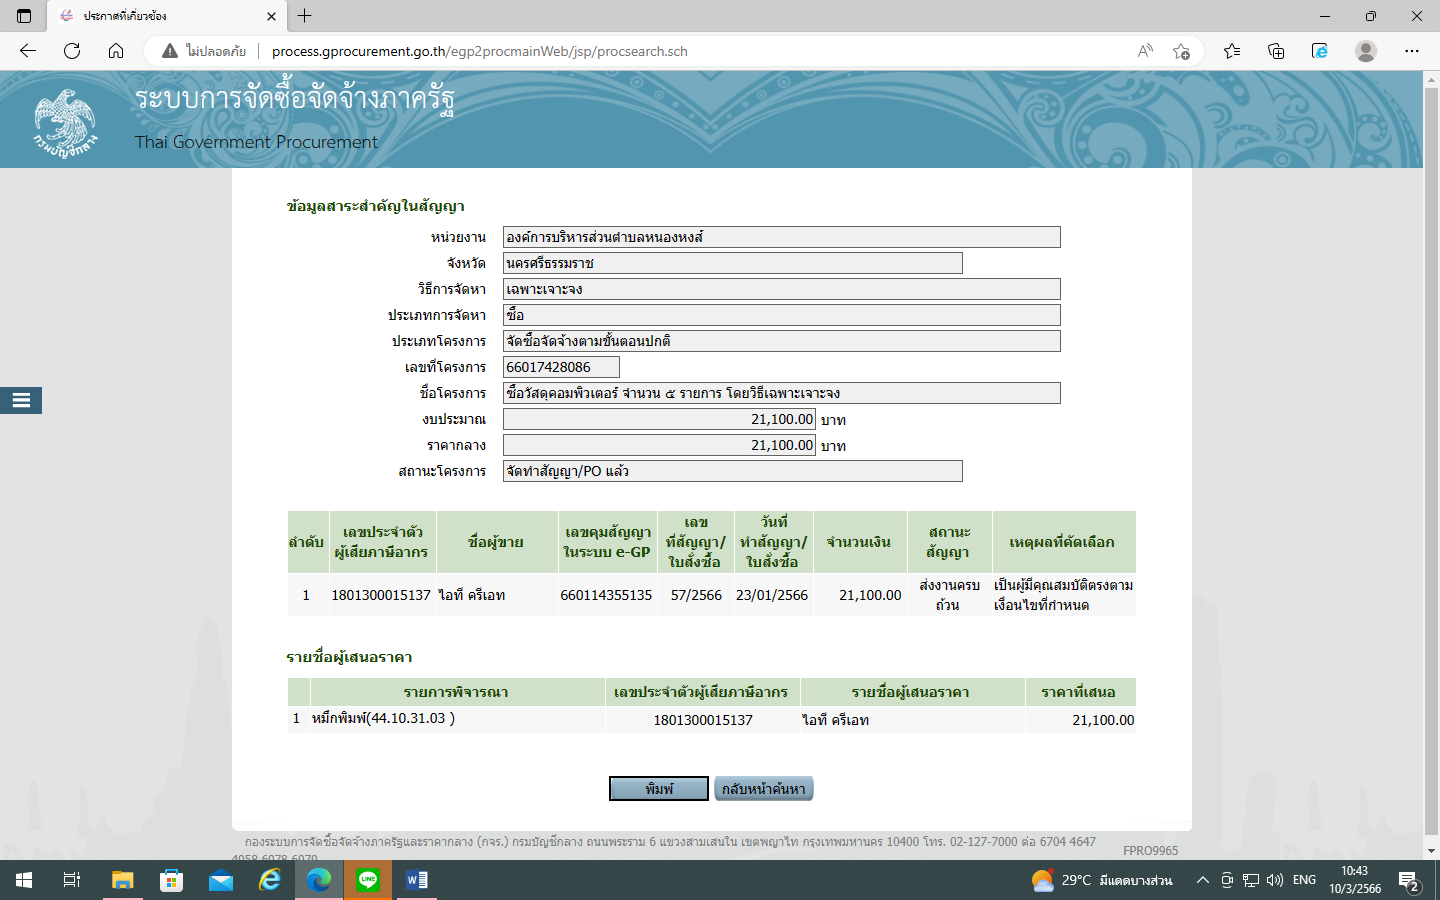 ประกาศที่เกี่ยวข้อง
ไม่ปลอดภัย
process.gprocurement.go.th/egp2procmainWeb/jsp/procsearch.sch
ระบบการจัดซื้อจัดจ้างภาครัฐ
Thai Government Procurement
กรมบัญชีกลาง
ข้อมูลสาระสำคัญในสัญญา
หน่วยงาน องค์การบริหารส่วนตำบลหนองหงส์
จังหวัด นครศรีธรรมราช
วิธีการจัดหา เฉพาะเจาะจง
ประเภทการจัดหา ซื้อ
ประเภทโครงการ จัดซื้อจัดจ้างตามขั้นตอนปกติ
เลขที่โครงการ 66017428086
ชื่อโครงการ ซื้อวัสดุคอมพิวเตอร์ จำนวน ๕ รายการ โดยวิธีเฉพาะเจาะจง
งบประมาณ 21,100.00 บาท
ราคากลาง 21,100.00 บาท
สถานะโครงการ จัดทำสัญญา/PO แล้ว
ลำดับ เลขประจำตัวผู้เสียภาษีอากร ชื่อผู้ขาย เลขคุมสัญญาในระบบ e-GP เลขที่สัญญา/ใบสั่งซื้อ วันที่ทำสัญญา/ใบสั่งซื้อ จำนวนเงิน สถานะสัญญา เหตุผลที่คัดเลือก
1 1801300015137 ไอที ครีเอท 660114355135 57/2566 23/01/2566 21,100.00 ส่งงานครบถ้วน เป็นผู้มีคุณสมบัติตรงตามเงื่อนไขที่กำหนด
รายชื่อผู้เสนอราคา
รายการพิจารณา เลขประจำตัวผู้เสียภาษีอากร รายชื่อผู้เสนอราคา ราคาที่เสนอ
1 หมึกพิมพ์(44.10.31.03 ) 1801300015137 ไอที ครีเอท 21,100.00
พิมพ์ กลับหน้าค้นหา
กองระบบการจัดซื้อจัดจ้างภาครัฐและราคากลาง (กจร.) กรมบัญชีกลาง ถนนพระราม 6 แขวงสามเสนใน เขตพญาไท กรุงเทพมหานคร 10400 โทร. 02-127-7000 ต่อ 6704 4647
4958 6978 6979
FPRO9965
29°C มีแดดบางส่วน ENG 10:43
10/3/2566
2
LINE